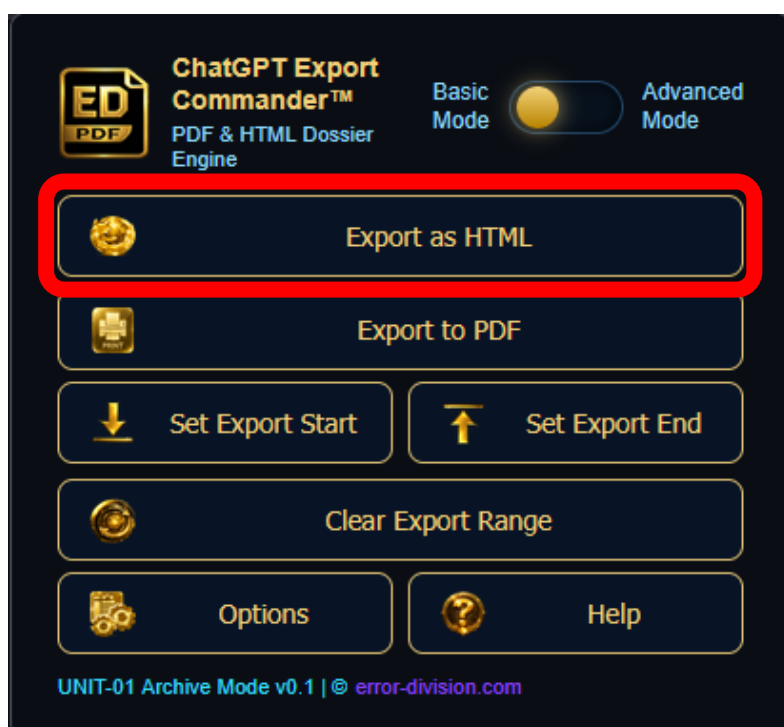 ED
PDF
ChatGPT Export
Commander™
PDF & HTML Dossier
Engine
Basic
Mode
Advanced
Mode
Export as HTML
PRINT
Export to PDF
Set Export Start
Set Export End
Clear Export Range
Options
Help
UNIT-01 Archive Mode v0.1 | © error-division.com